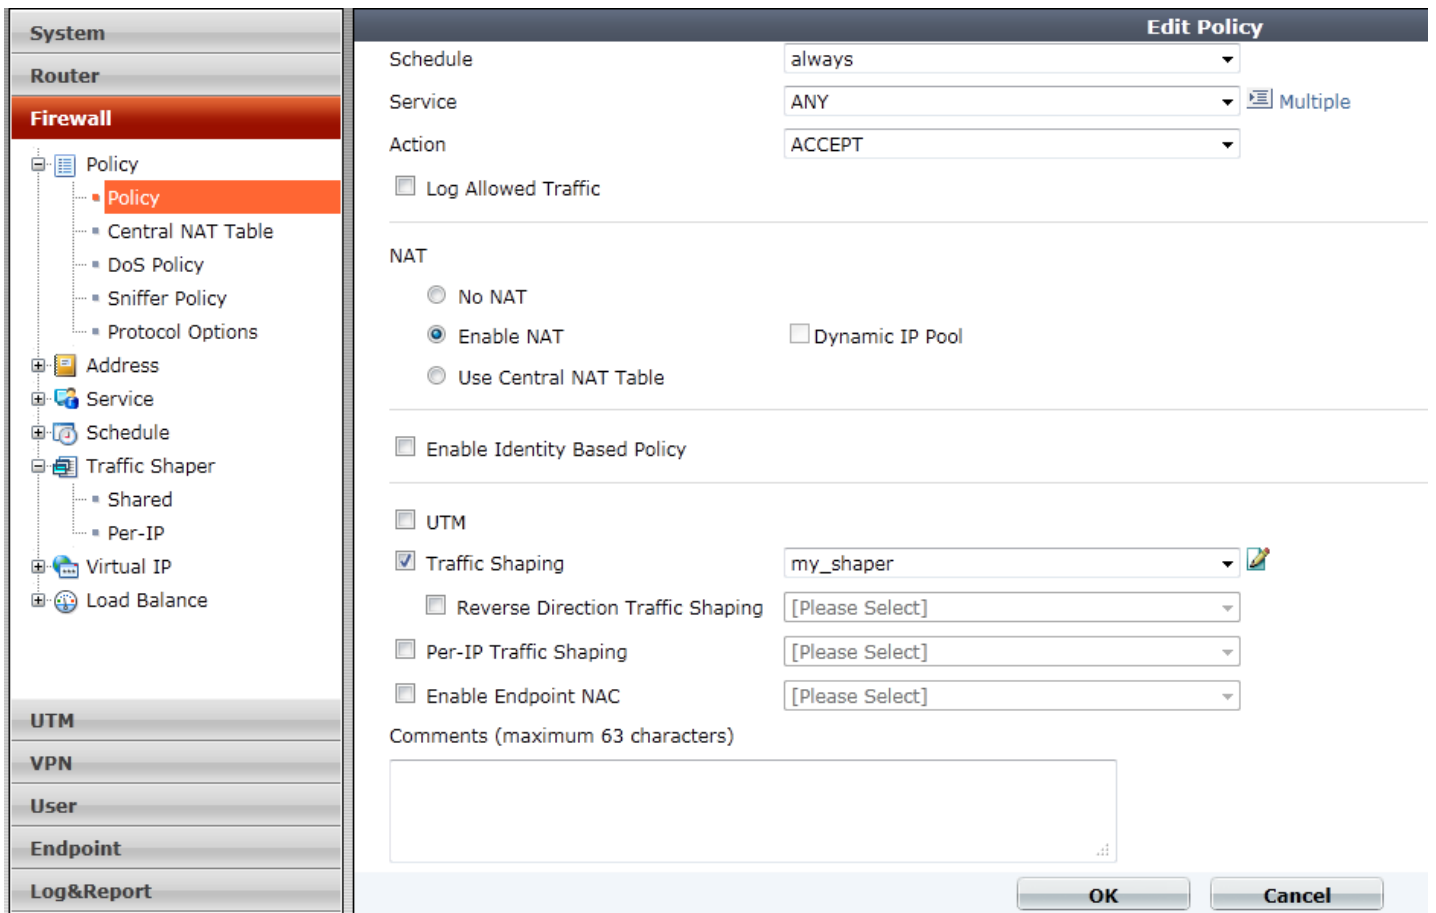 System
Router
Firewall
Policy
Policy
Central NAT Table
DoS Policy
Sniffer Policy
Protocol Options
Address
Service
Schedule
Traffic Shaper
Shared
Per-IP
Virtual IP
Load Balance
UTM
VPN
User
Endpoint
Log&Report
Edit Policy
Schedule always
Service ANY Multiple
Action ACCEPT
Log Allowed Traffic
NAT
No NAT
Enable NAT Dynamic IP Pool
Use Central NAT Table
Enable Identity Based Policy
UTM
Traffic Shaping my_shaper
Reverse Direction Traffic Shaping [Please Select]
Per-IP Traffic Shaping [Please Select]
Enable Endpoint NAC [Please Select]
Comments (maximum 63 characters)
OK Cancel